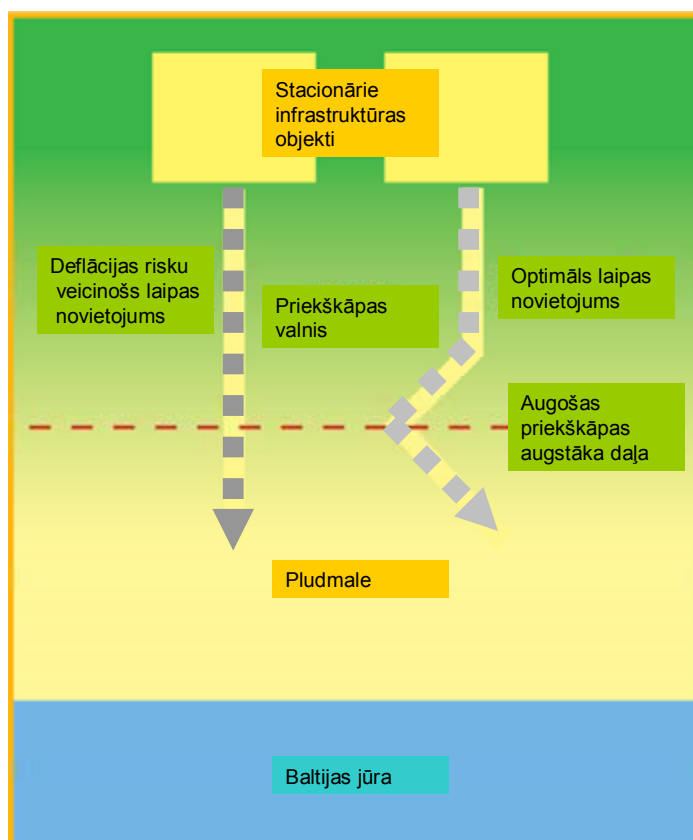 Stacionārie
infrastruktūras
objekti
Deflācijas risku
veicinošs laipas
novietojums
Priekškāpas
valnis
Optimāls laipas
novietojums
Augošas
priekškāpas
augstāka daļa
Pludmale
Baltijas jūra